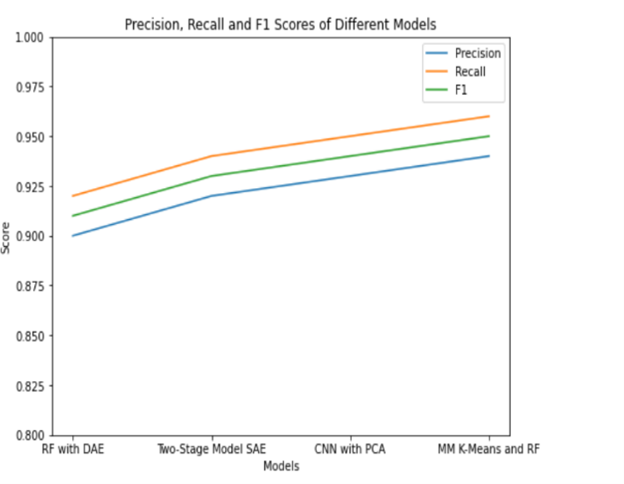 Precision, Recall and F1 Scores of Different Models
1.000
0.975
0.950
0.925
0.900
0.875
0.850
0.825
0.800
Score
Precision
Recall
F1
RF with DAE
Two-Stage Model SAE
CNN with PCA
MM K-Means and RF
Models